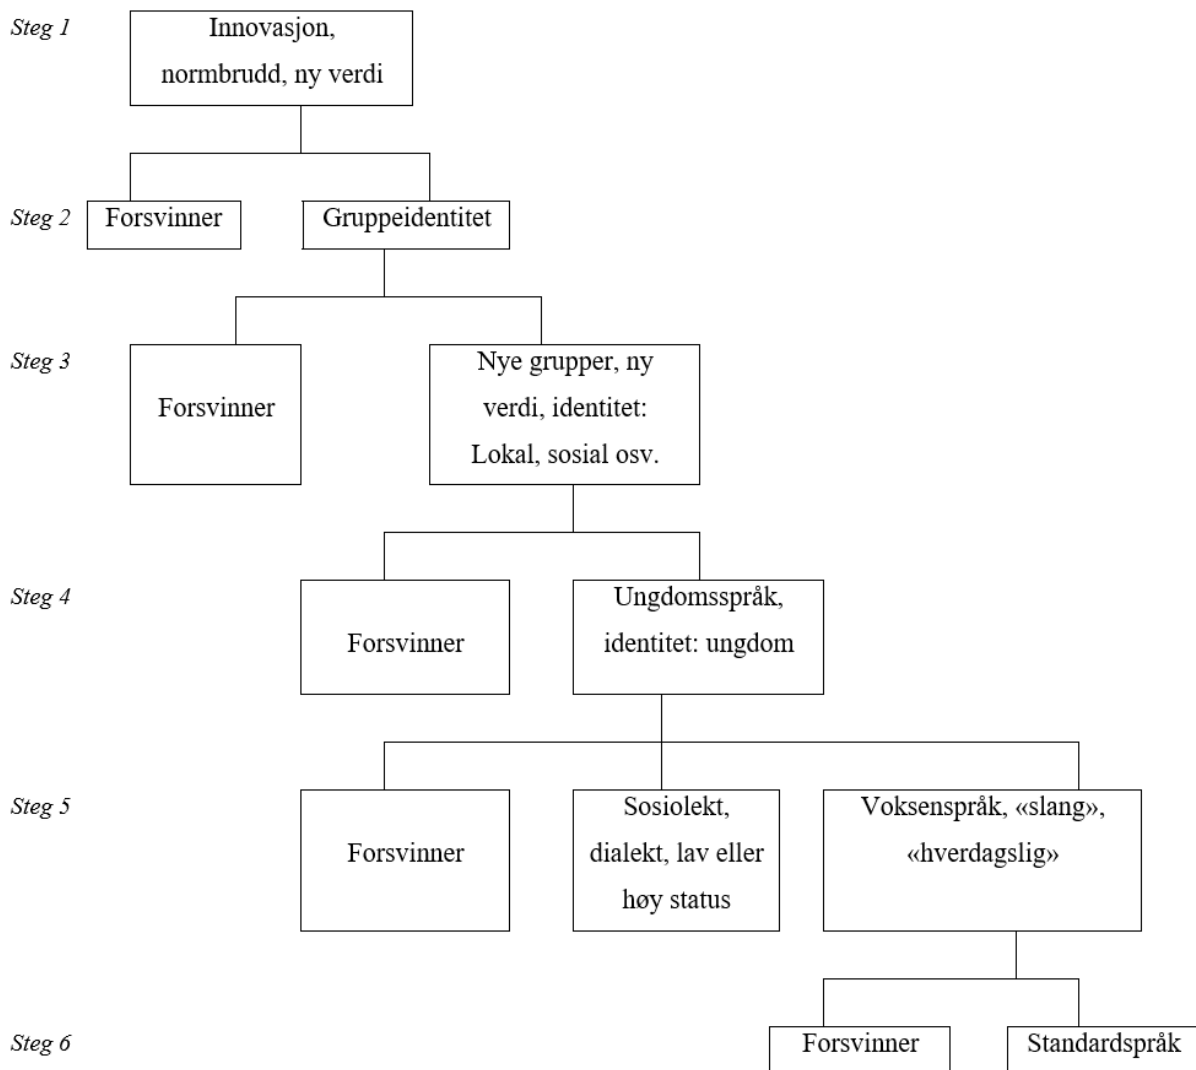 Steg 1
Innovasjon,
normbrudd, ny verdi
Steg 2
Forsvinner
Gruppeidentitet
Steg 3
Forsvinner
Nye grupper, ny
verdi, identitet:
Lokal, sosial osv.
Steg 4
Forsvinner
Ungdomsspråk,
identitet: ungdom
Steg 5
Forsvinner
Sosiolekt,
dialekt, lav eller
høy status
Voksenspråk, «slang»,
«hverdagslig»
Steg 6
Forsvinner
Standardspråk